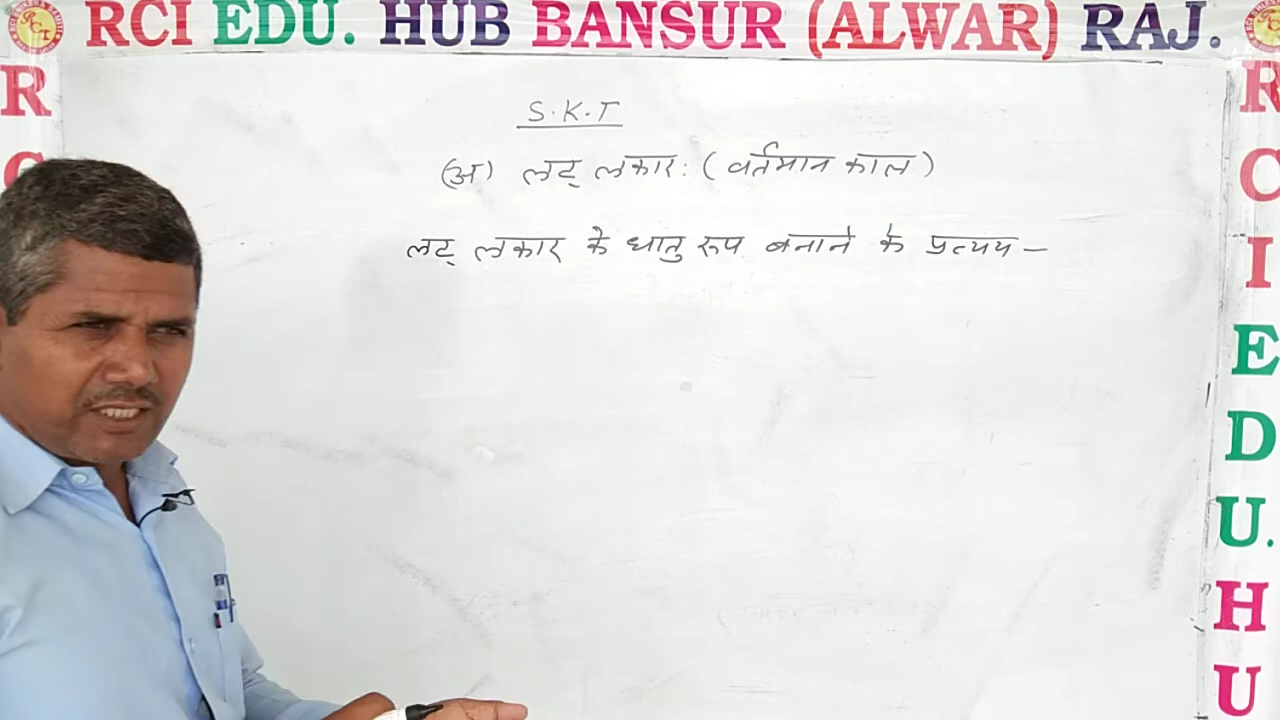 RCI EDU. HUB BANSUR (ALWAR) RAJ.
R
C
S.K.T
(अ) लट् लकार: (वर्तमान काल)
लट् लकार के धातु रूप बनाने के प्रत्यय -
R
C
I
E
D
U.
H
U